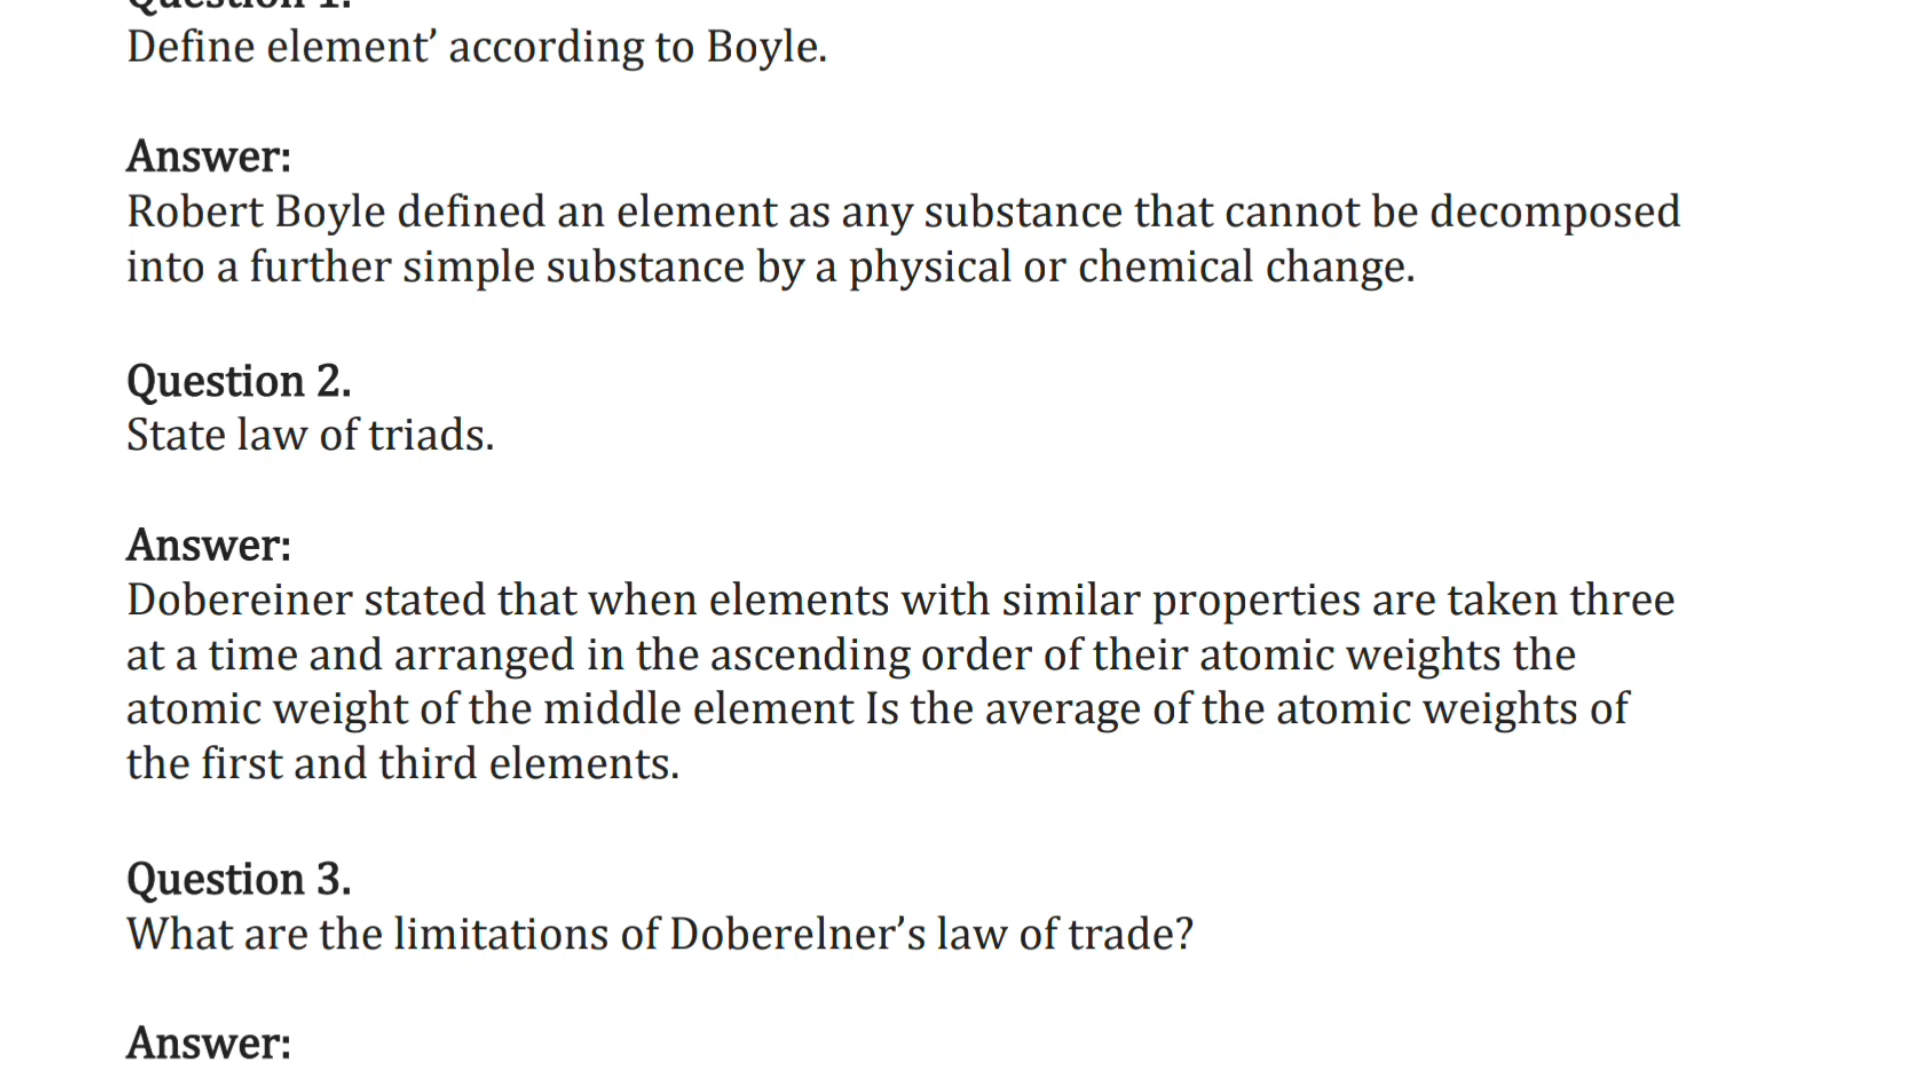 Question 1.
Define element’ according to Boyle.
Answer:
Robert Boyle defined an element as any substance that cannot be decomposed
into a further simple substance by a physical or chemical change.
Question 2.
State law of triads.
Answer:
Dobereiner stated that when elements with similar properties are taken three
at a time and arranged in the ascending order of their atomic weights the
atomic weight of the middle element Is the average of the atomic weights of
the first and third elements.
Question 3.
What are the limitations of Doberelner’s law of trade?
Answer: